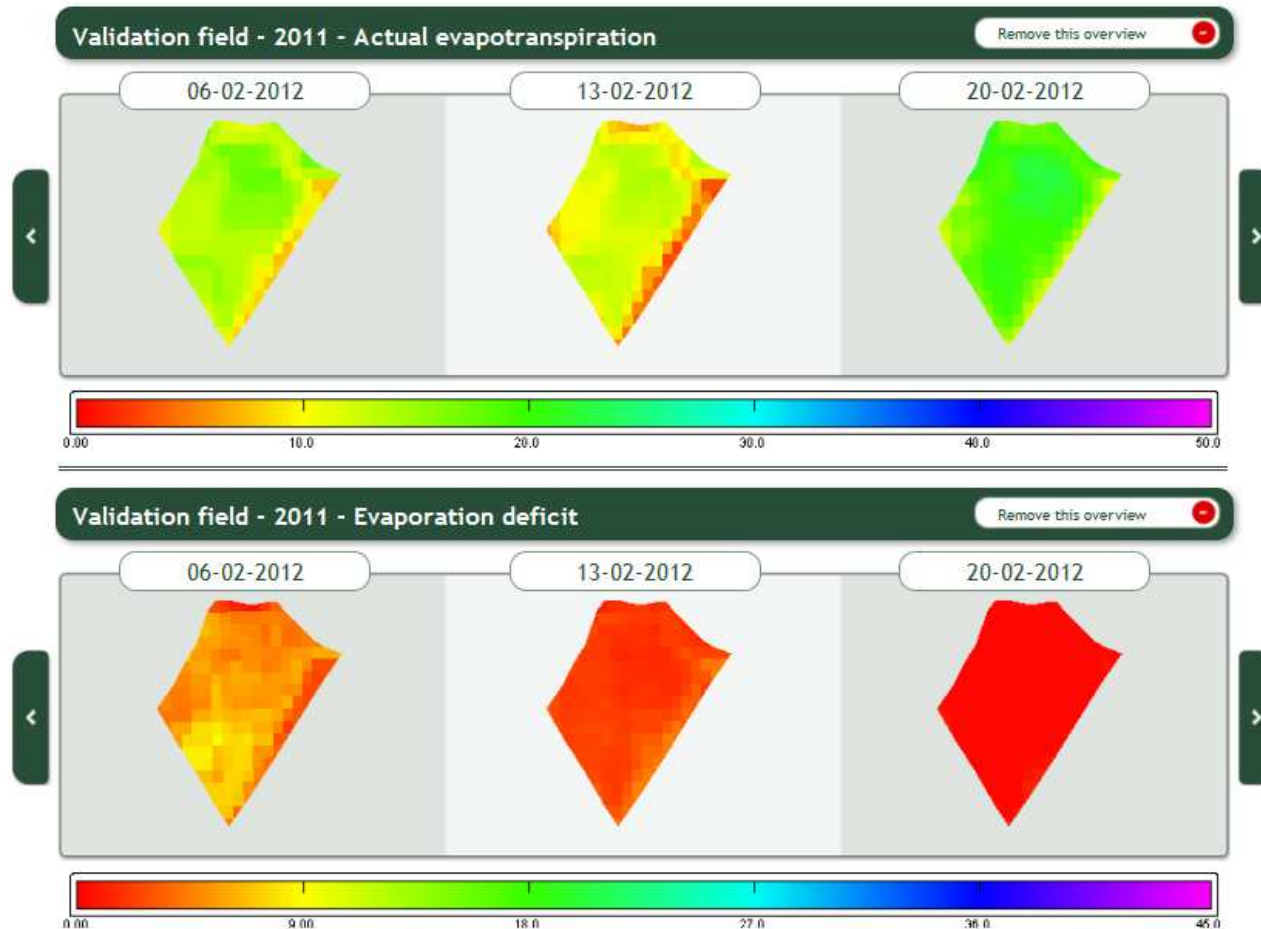 Validation field - 2011 - Actual evapotranspiration
Remove this overview
06-02-2012 13-02-2012 20-02-2012
0.00 10.0 20.0 30.0 40.0 50.0
Validation field - 2011 - Evaporation deficit
Remove this overview
06-02-2012 13-02-2012 20-02-2012
0.00 9.00 18.0 27.0 36.0 45.0